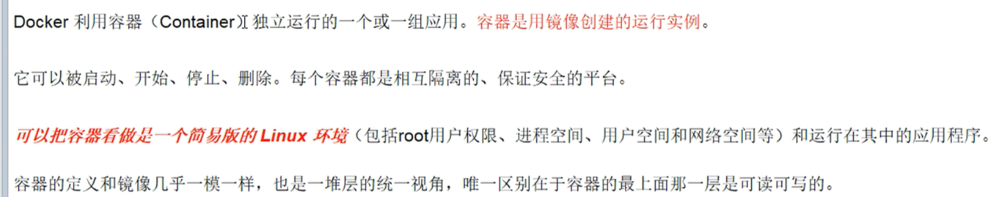 Docker 利用容器（Container）独立运行的一个或一组应用。容器是用镜像创建的运行实例。
它可以被启动、开始、停止、删除。每个容器都是相互隔离的、保证安全的平台。
可以把容器看做是一个简易版的 Linux 环境（包括root用户权限、进程空间、用户空间和网络空间等）和运行在其中的应用程序。
容器的定义和镜像几乎一模一样，也是一堆层的统一视角，唯一区别在于容器的最上面那一层是可读可写的。